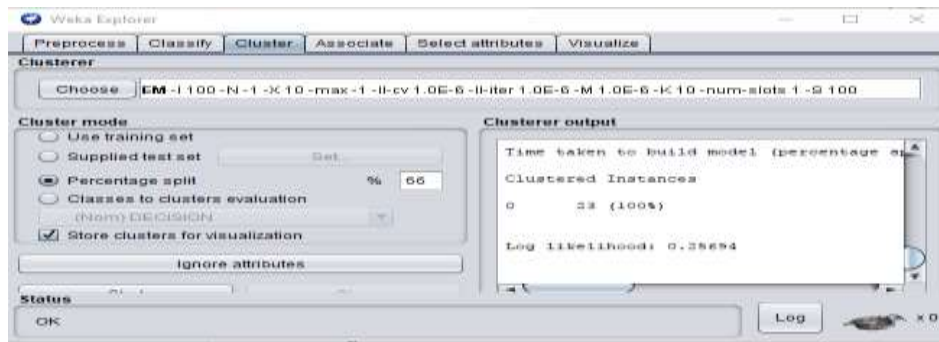 Weka Explorer
Preprocess Classify Cluster Associate Select attributes Visualize
Clusterer
Choose EM -I 100 -N -1 -X 10 -max -1 -ll-cv 1.0E-6 -ll-iter 1.0E-6 -M 1.0E-6 -K 10 -num-slots 1 -S 100
Cluster mode
Use training set
Supplied test set Set...
Percentage split % 66
Classes to clusters evaluation
(Nom) DECISION
Store clusters for visualization
Ignore attributes
Clusterer output
Time taken to build model (percentage
Clustered Instances
0 23 (100%)
Log likelihood:
Status
OK
Log x 0